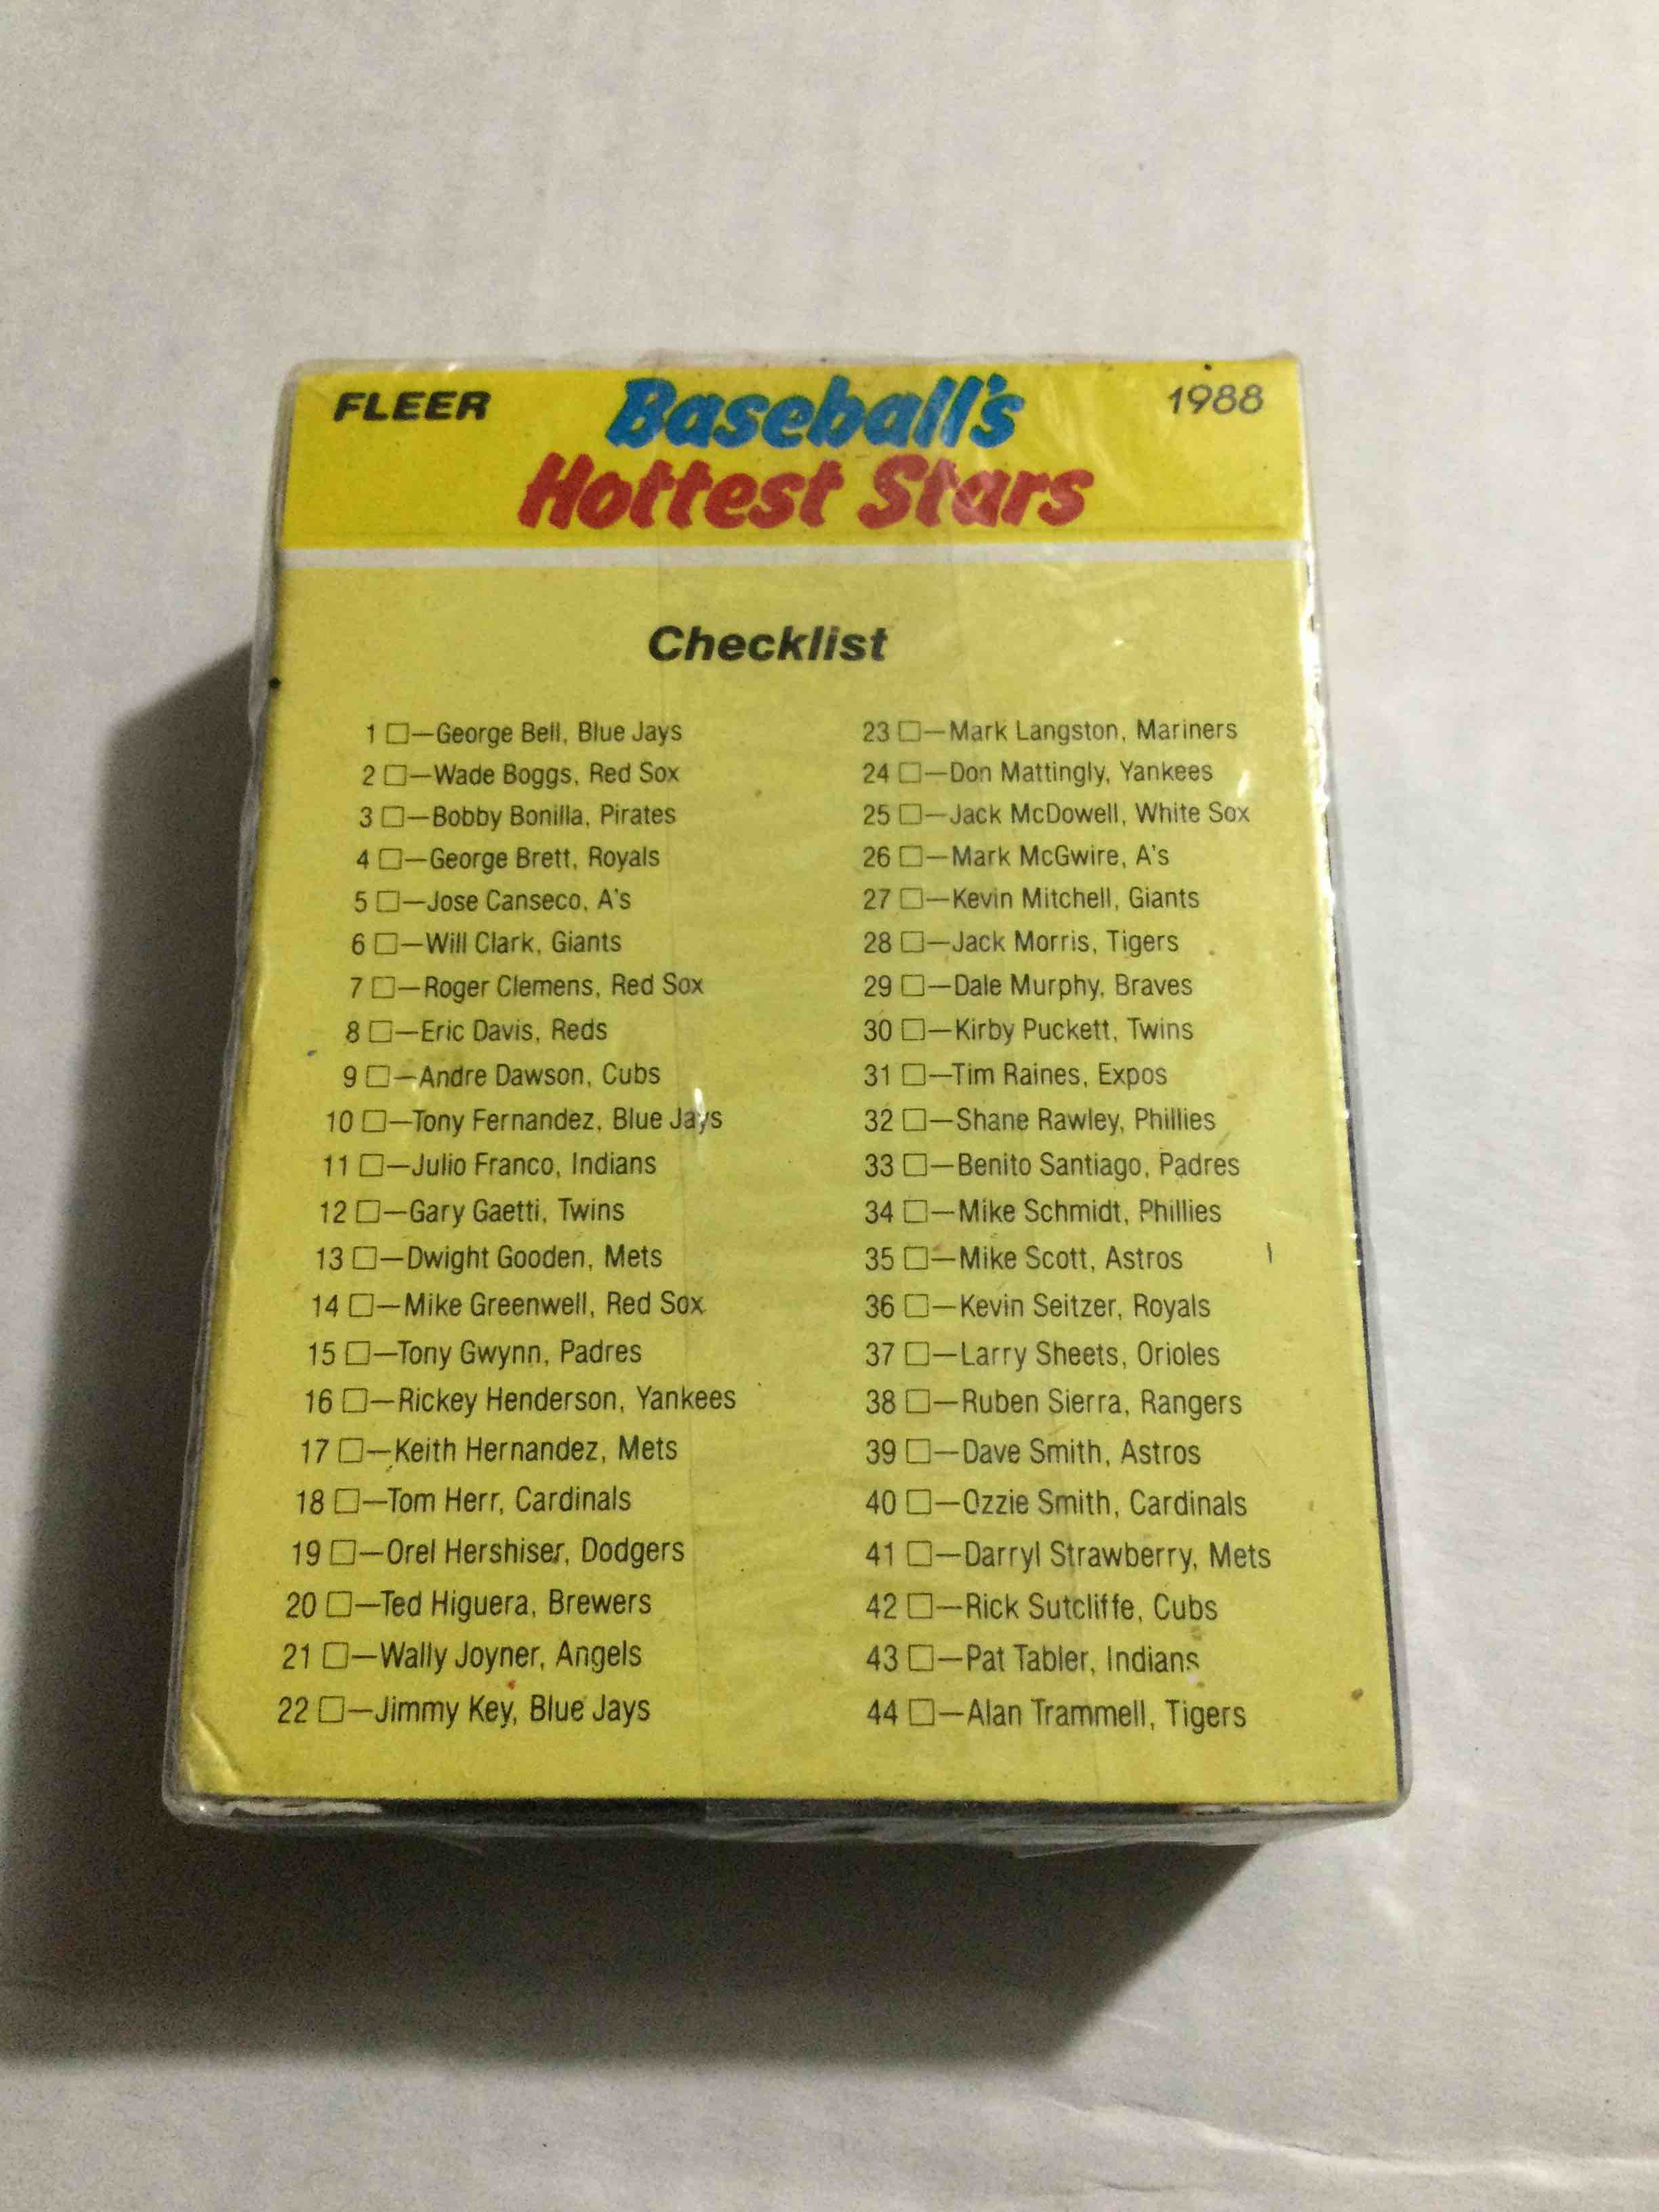 FLEER
Baseball's
1988
Hottest Stars
Checklist
1 □—George Bell, Blue Jays
2 □—Wade Boggs, Red Sox
3 □—Bobby Bonilla, Pirates
4 □—George Brett, Royals
5 □—Jose Canseco, A's
6 □—Will Clark, Giants
7 □—Roger Clemens, Red Sox
8 □—Eric Davis, Reds
9 □—Andre Dawson, Cubs
10 □—Tony Fernandez, Blue Jays
11 □—Julio Franco, Indians
12 □—Gary Gaetti, Twins
13 □—Dwight Gooden, Mets
14 □—Mike Greenwell, Red Sox
15 □—Tony Gwynn, Padres
16 □—Rickey Henderson, Yankees
17 □—Keith Hernandez, Mets
18 □—Tom Herr, Cardinals
19 □—Orel Hershiser, Dodgers
20 □—Ted Higuera, Brewers
21 □—Wally Joyner, Angels
22 □—Jimmy Key, Blue Jays
23 □—Mark Langston, Mariners
24 □—Don Mattingly, Yankees
25 □—Jack McDowell, White Sox
26 □—Mark McGwire, A's
27 □—Kevin Mitchell, Giants
28 □—Jack Morris, Tigers
29 □—Dale Murphy, Braves
30 □—Kirby Puckett, Twins
31 □—Tim Raines, Expos
32 □—Shane Rawley, Phillies
33 □—Benito Santiago, Padres
34 □—Mike Schmidt, Phillies
35 □—Mike Scott, Astros
36 □—Kevin Seitzer, Royals
37 □—Larry Sheets, Orioles
38 □—Ruben Sierra, Rangers
39 □—Dave Smith, Astros
40 □—Ozzie Smith, Cardinals
41 □—Darryl Strawberry, Mets
42 □—Rick Sutcliffe, Cubs
43 □—Pat Tabler, Indians
44 □—Alan Trammell, Tigers